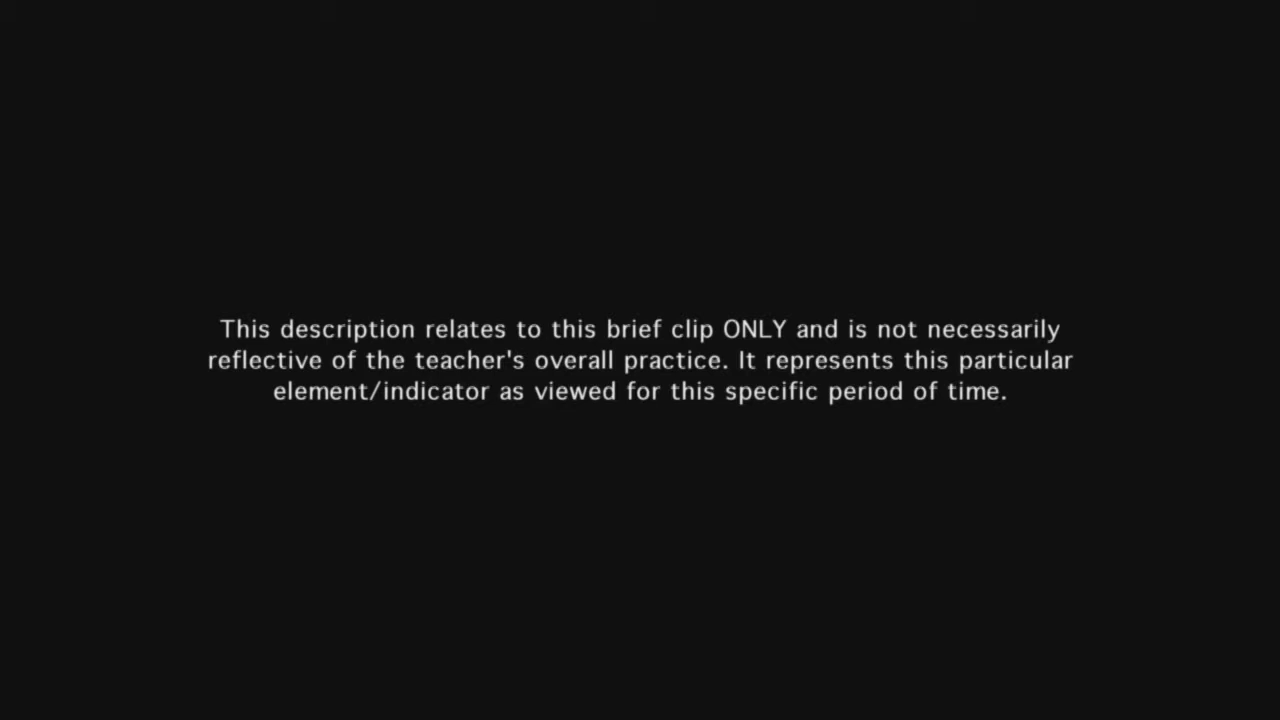 This description relates to this brief clip ONLY and is not necessarily
reflective of the teacher's overall practice. It represents this particular
element/indicator as viewed for this specific period of time.